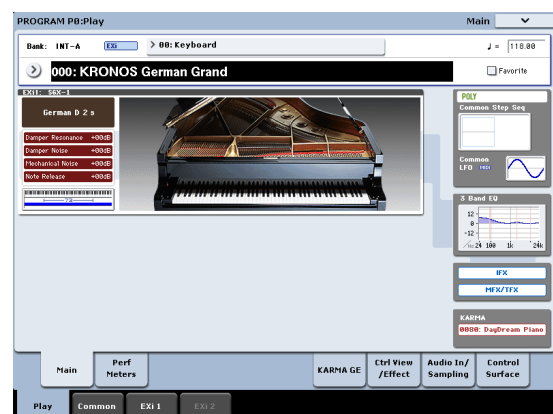 PROGRAM P0:Play
Main
Bank: INT-A EXi > 00: Keyboard
♩ = 118.00
000: KRONOS German Grand
Favorite
EXi1: SGX-1
German D 2 s
Damper Resonance +00dB
Damper Noise +00dB
Mechanical Noise +00dB
Note Release +00dB
POLY
Common Step Seq
Common
LFO MIDI
3 Band EQ
12
0
-12
/Hz 24 100 1k 24k
IFX
MFX/TFX
KARMA
0080: DayDream Piano
Main
Perf
Meters
KARMA GE
Ctrl View
/Effect
Audio In/
Sampling
Control
Surface
Play
Common
EXi 1
EXi 2